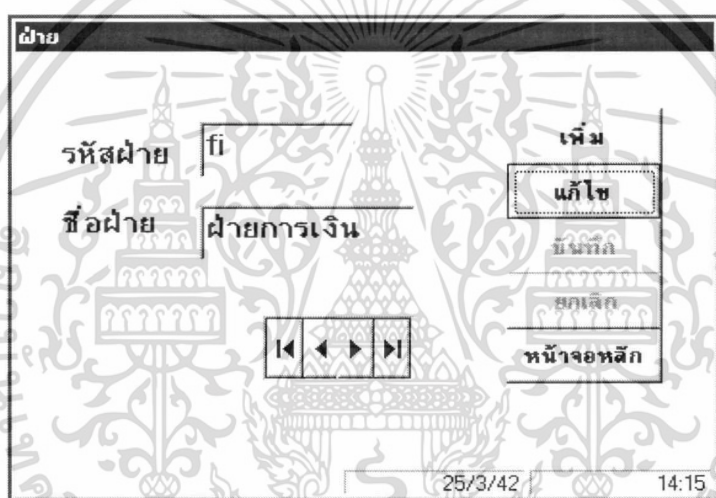 ฝ่าย
รหัสฝ่าย fi
ชื่อฝ่าย ฝ่ายการเงิน
เพิ่ม
แก้ไข
บันทึก
ยกเลิก
หน้าจอหลัก
25/3/42 14:15